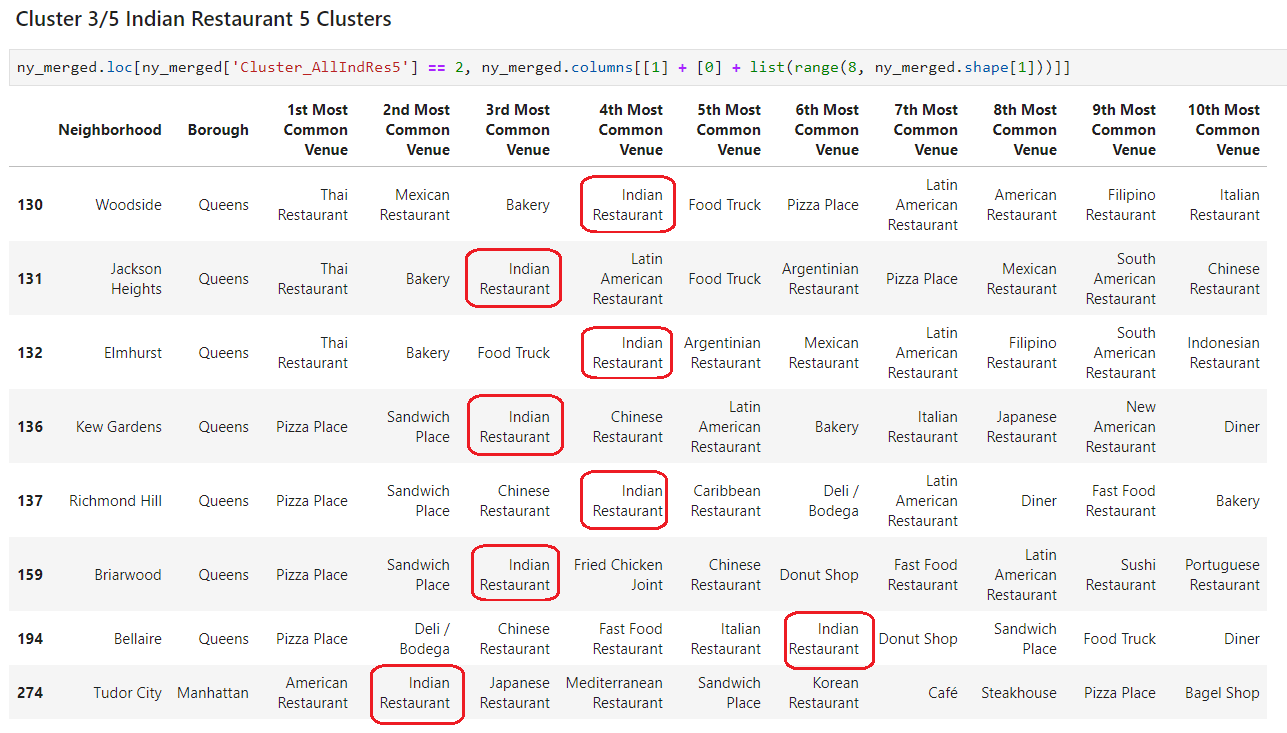 Cluster 3/5 Indian Restaurant 5 Clusters
ny_merged.loc[ny_merged['Cluster_AllIndRes5'] == 2, ny_merged.columns[[1] + [0] + list(range(8, ny_merged.shape[1]))]]
Neighborhood Borough 1st Most Common Venue 2nd Most Common Venue 3rd Most Common Venue 4th Most Common Venue 5th Most Common Venue 6th Most Common Venue 7th Most Common Venue 8th Most Common Venue 9th Most Common Venue 10th Most Common Venue
130 Woodside Queens Thai Restaurant Mexican Restaurant Bakery Indian Restaurant Food Truck Pizza Place Latin American Restaurant American Restaurant Filipino Restaurant Italian Restaurant
131 Jackson Heights Queens Thai Restaurant Bakery Indian Restaurant Latin American Restaurant Food Truck Argentinian Restaurant Pizza Place Mexican Restaurant South American Restaurant Chinese Restaurant
132 Elmhurst Queens Thai Restaurant Bakery Food Truck Indian Restaurant Argentinian Restaurant Mexican Restaurant Latin American Restaurant Filipino Restaurant South American Restaurant Indonesian Restaurant
136 Kew Gardens Queens Pizza Place Sandwich Place Indian Restaurant Chinese Restaurant Latin American Restaurant Bakery Italian Restaurant Japanese Restaurant New American Restaurant Diner
137 Richmond Hill Queens Pizza Place Sandwich Place Chinese Restaurant Indian Restaurant Caribbean Restaurant Deli / Bodega Latin American Restaurant Diner Fast Food Restaurant Bakery
159 Briarwood Queens Pizza Place Sandwich Place Indian Restaurant Fried Chicken Joint Chinese Restaurant Donut Shop Fast Food Restaurant Latin American Restaurant Sushi Restaurant Portuguese Restaurant
194 Bellaire Queens Pizza Place Deli / Bodega Chinese Restaurant Fast Food Restaurant Italian Restaurant Indian Restaurant Donut Shop Sandwich Place Food Truck Diner
274 Tudor City Manhattan American Restaurant Indian Restaurant Japanese Restaurant Mediterranean Restaurant Sandwich Place Korean Restaurant Café Steakhouse Pizza Place Bagel Shop